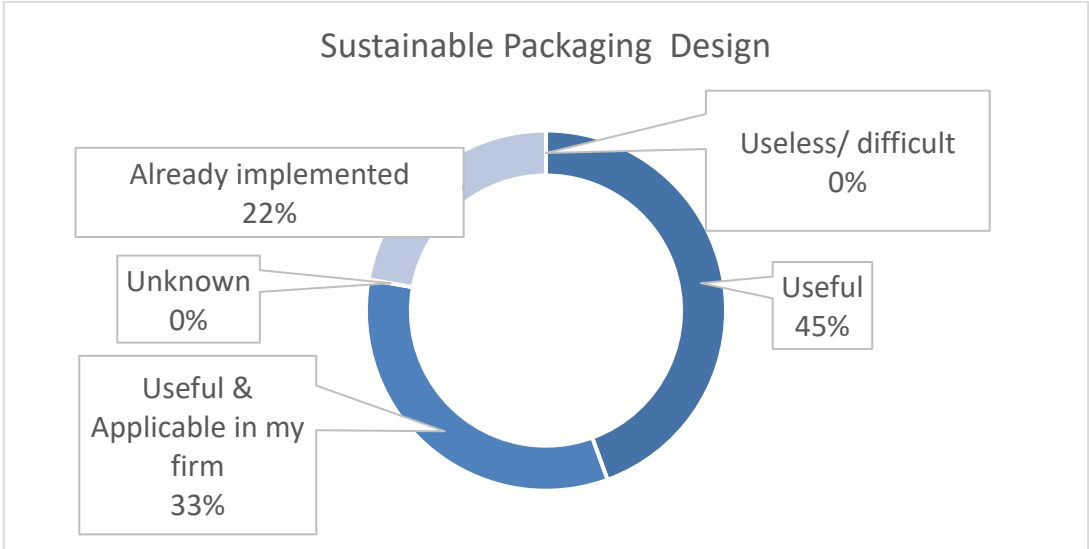 Sustainable Packaging  Design
Useless/ difficult
0%
Already implemented
22%
Unknown
0%
Useful
45%
Useful &
Applicable in my
firm
33%